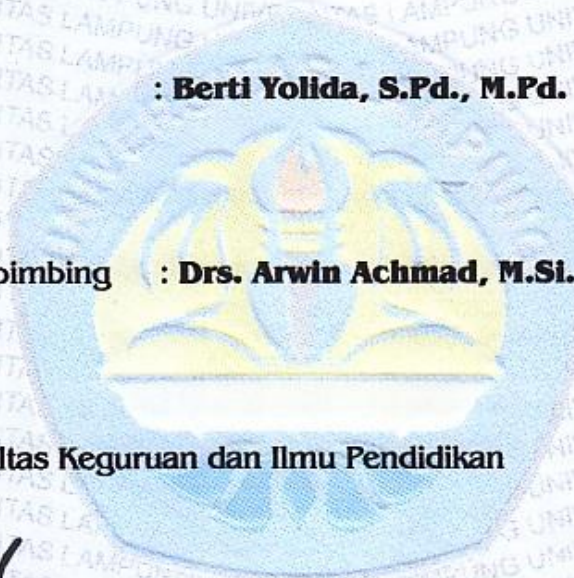 : Berti Yolida, S.Pd., M.Pd.
bimbing : Drs. Arwin Achmad, M.Si.
ltas Keguruan dan Ilmu Pendidikan